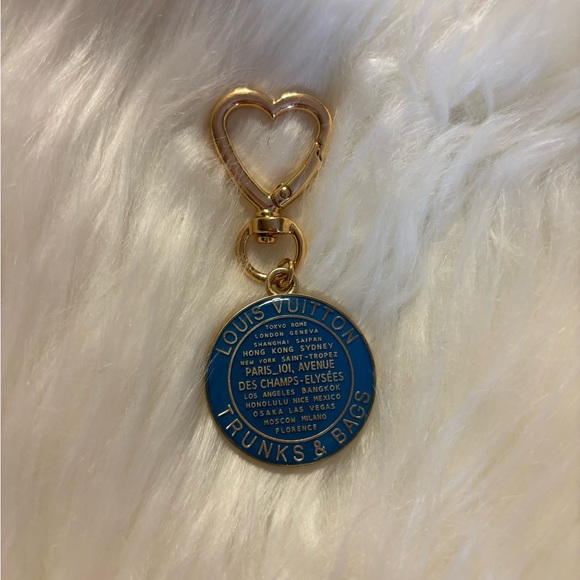 LOUIS VUITTON
TOKYO ROME
LONDON GENEVA
SHANGHAI SAIPAN
HONG KONG SYDNEY
NEW YORK SAINT-TROPEZ
PARIS_101, AVENUE
DES CHAMPS-ELYSÉES
LOS ANGELES BANGKOK
HONOLULU NICE MEXICO
OSAKA LAS VEGAS
MOSCOW MILANO
FLORENCE
TRUNKS & BAGS